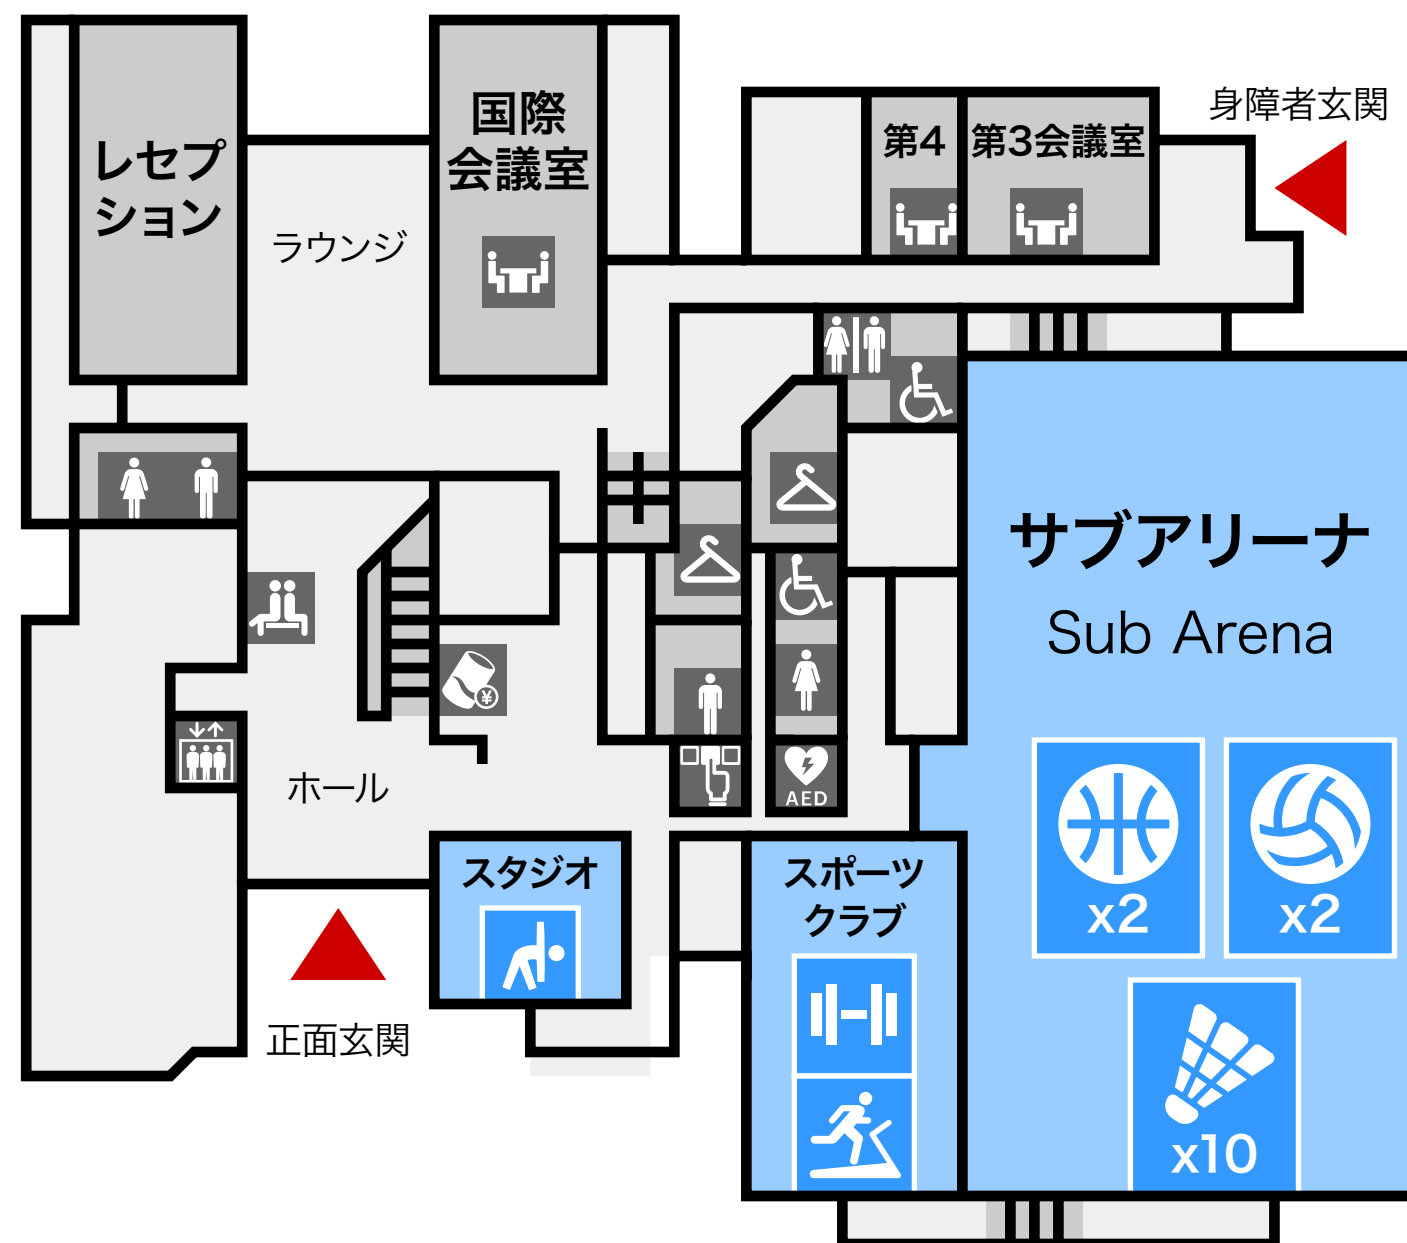 レセプ
ション
国際
会議室
ラウンジ
第4
第3会議室
身障者玄関
サブアリーナ
Sub Arena
¥
AED
ホール
スタジオ
スポーツ
クラブ
x2
x2
x10
正面玄関